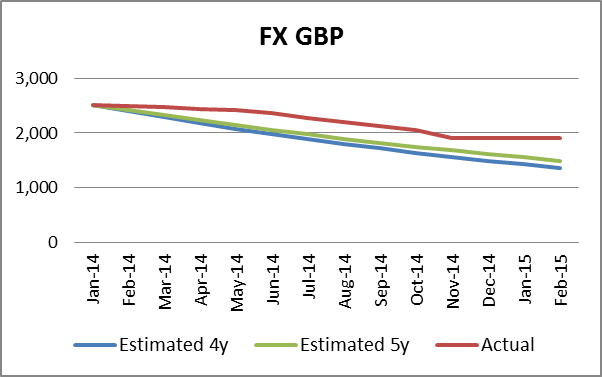 FX GBP
3,000
2,000
1,000
0
Jan-14
Feb-14
Mar-14
Apr-14
May-14
Jun-14
Jul-14
Aug-14
Sep-14
Oct-14
Nov-14
Dec-14
Jan-15
Feb-15
Estimated 4y Estimated 5y Actual